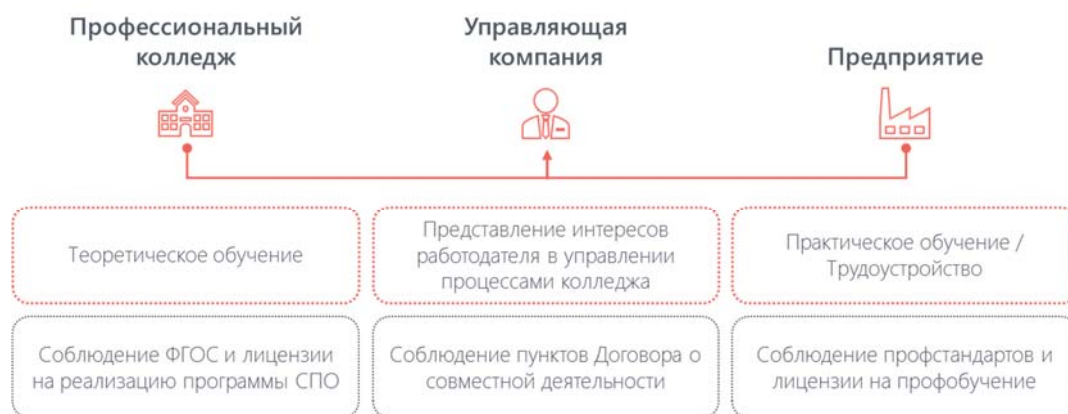 Профессиональный
колледж
Управляющая
компания
Предприятие
Теоретическое обучение
Представление интересов
работодателя в управлении
процессами колледжа
Практическое обучение /
Трудоустройство
Соблюдение ФГОС и лицензии
на реализацию программы СПО
Соблюдение пунктов Договора о
совместной деятельности
Соблюдение профстандартов и
лицензии на профобучение